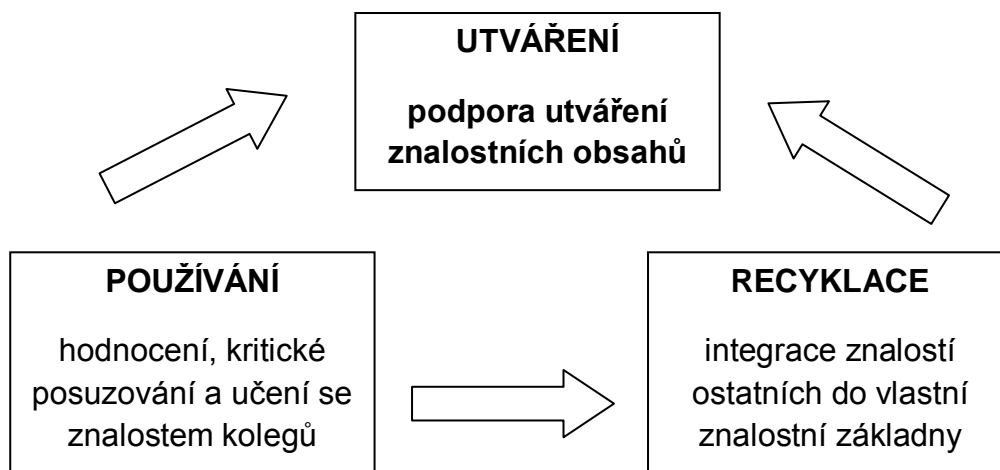 UTVÁŘENÍ
podpora utváření
znalostních obsahů
POUŽÍVÁNÍ
hodnocení, kritické
posuzování a učení se
znalostem kolegů
RECYKLACE
integrace znalostí
ostatních do vlastní
znalostní základny